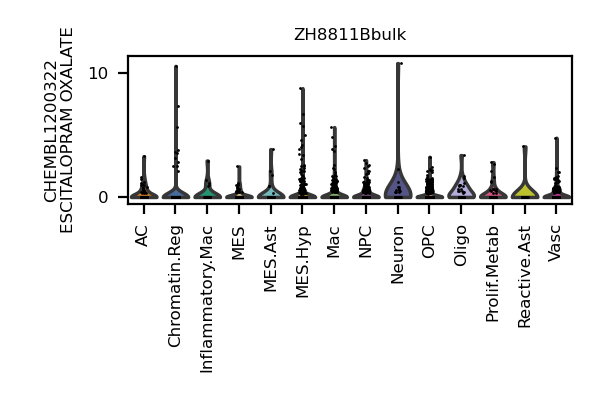 ZH8811Bbulk
CHEMBL1200322
ESCITALOPRAM OXALATE
10
0
AC
Chromatin.Reg
Inflammatory.Mac
MES
MES.Ast
MES.Hyp
Mac
NPC
Neuron
OPC
Oligo
Prolif.Metab
Reactive.Ast
Vasc